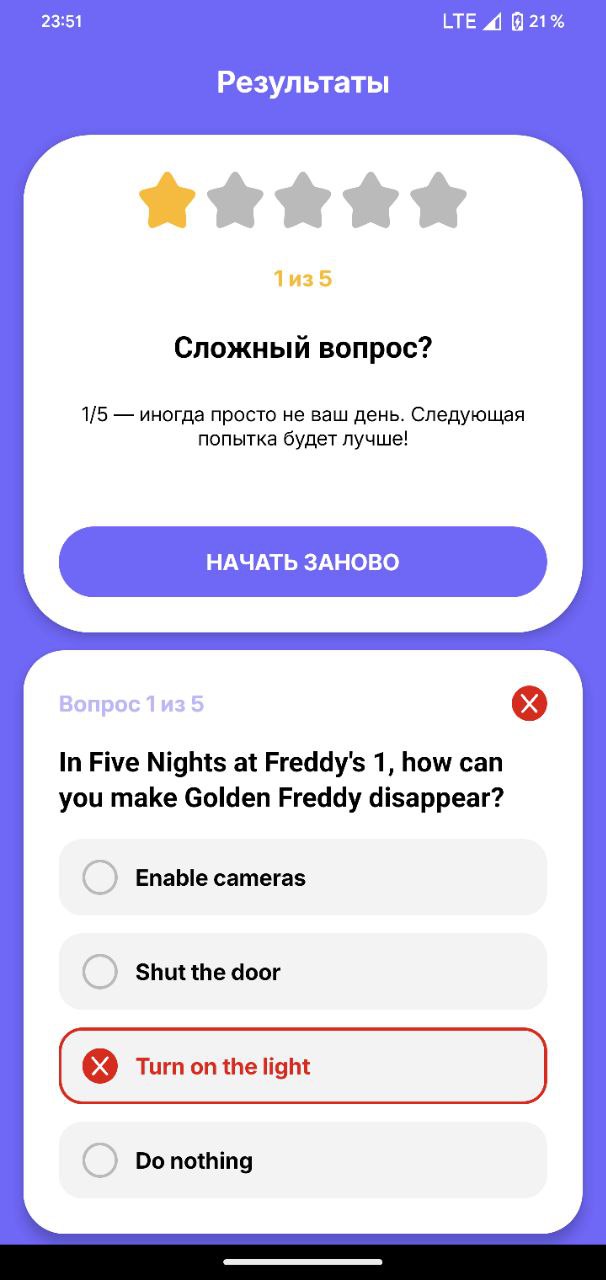 23:51
LTE 21 %
Результаты
1 из 5
Сложный вопрос?
1/5 — иногда просто не ваш день. Следующая
попытка будет лучше!
НАЧАТЬ ЗАНОВО
Вопрос 1 из 5
In Five Nights at Freddy's 1, how can
you make Golden Freddy disappear?
Enable cameras
Shut the door
Turn on the light
Do nothing